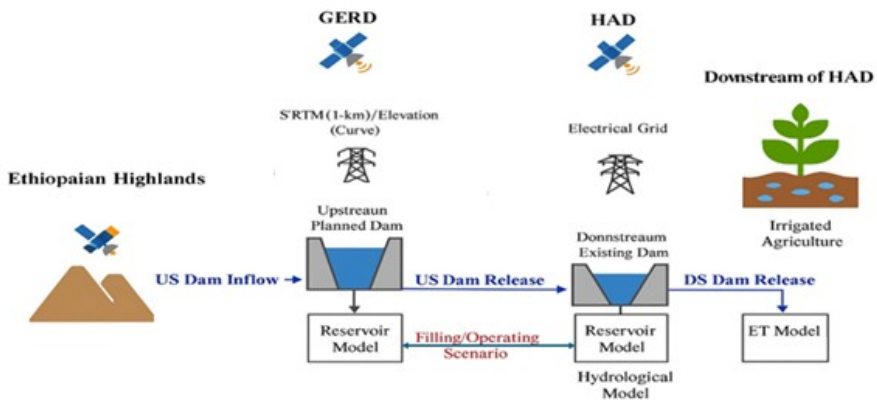 GERD
HAD
Downstream of HAD
S'RTM (1-km)/Elevation
(Curve)
Electrical Grid
Ethiopaian Highlands
Upstreaun
Planned Dam
Donnstreaum
Existing Dam
Irrigated
Agriculture
US Dam Inflow
US Dam Release
DS Dam Release
Reservoir
Model
Filling/Operating
Scenario
Reservoir
Model
ET Model
Hydrological
Model